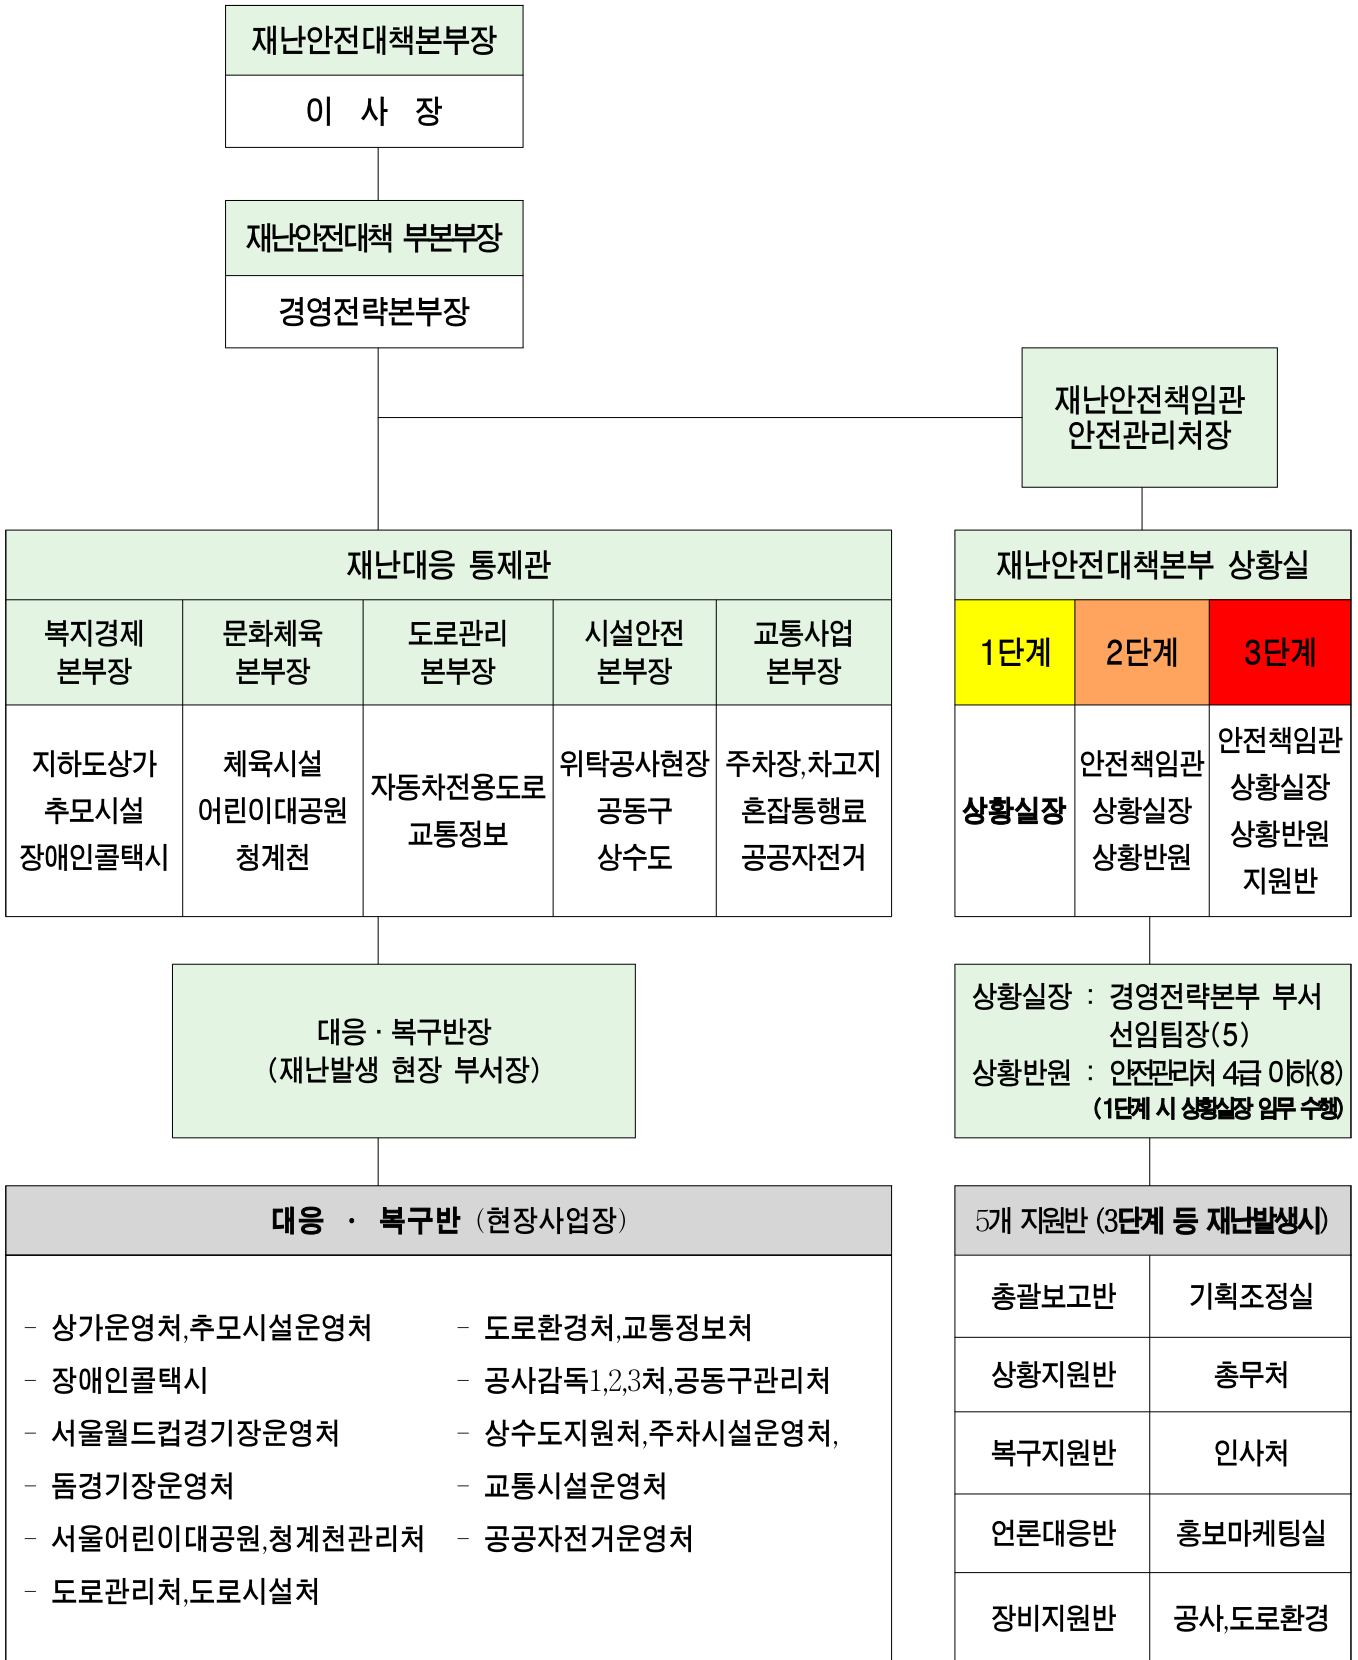 재난안전대책본부장
이 사 장
재난안전대책 부본부장
경영전략본부장
재난안전책임관
안전관리처장
재난대응 통제관
복지경제
본부장
문화체육
본부장
도로관리
본부장
시설안전
본부장
교통사업
본부장
지하도상가
추모시설
장애인콜택시
체육시설
어린이대공원
청계천
자동차전용도로
교통정보
위탁공사현장
공동구
상수도
주차장,차고지
혼잡통행료
공공자전거
재난안전대책본부 상황실
1단계
2단계
3단계
상황실장
안전책임관
상황실장
상황반원
안전책임관
상황실장
상황반원
지원반
대응 · 복구반장
(재난발생 현장 부서장)
상황실장 : 경영전략본부 부서
선임팀장(5)
상황반원 : 안전관리처 4급 이하(8)
(1단계 시 상황실장 임무 수행)
대응 · 복구반 (현장사업장)
- 상가운영처,추모시설운영처
- 장애인콜택시
- 서울월드컵경기장운영처
- 돔경기장운영처
- 서울어린이대공원,청계천관리처
- 도로관리처,도로시설처
- 도로환경처,교통정보처
- 공사감독1,2,3처,공동구관리처
- 상수도지원처,주차시설운영처,
- 교통시설운영처
- 공공자전거운영처
5개 지원반 (3단계 등 재난발생시)
총괄보고반 기획조정실
상황지원반 총무처
복구지원반 인사처
언론대응반 홍보마케팅실
장비지원반 공사,도로환경